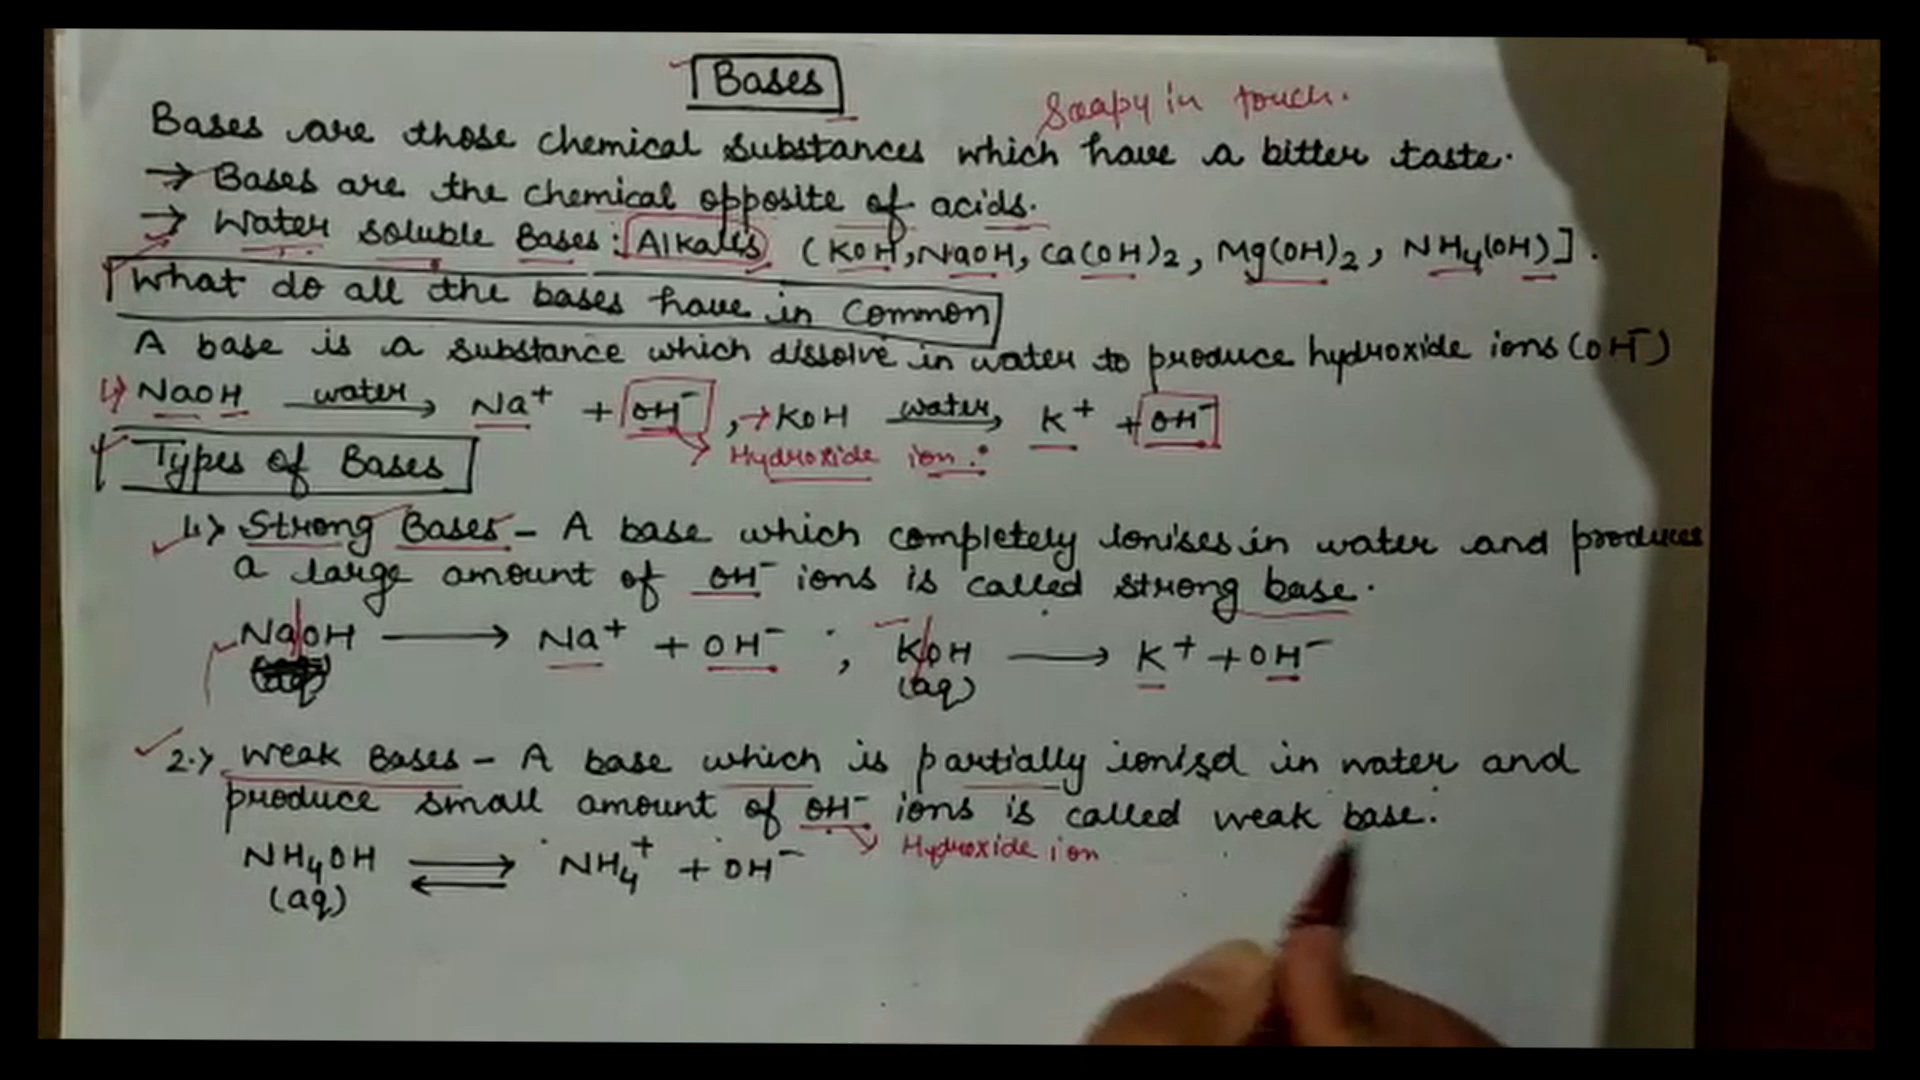 Bases
Soapy in touch.
Bases are those chemical substances which have a bitter taste.
→ Bases are the chemical opposite of acids.
→ Water soluble Bases : Alkalis (KOH, NaOH, Ca(OH)2, Mg(OH)2, NH4(OH)].
What do all the bases have in Common
A base is a substance which dissolve in water to produce hydroxide ions (OH⁻)
1) NaOH water→ Na⁺ + OH⁻, → KOH water→ K⁺ + OH⁻
Hydroxide ion.
Types of Bases
1.) Strong Bases - A base which completely Ionises in water and produces
a large amount of OH⁻ ions is called strong base.
NaOH → Na⁺ + OH⁻ ; KOH → K⁺ + OH⁻
(aq)
2.) Weak Bases - A base which is partially ionised in water and
produce small amount of OH⁻ ions is called weak base.
Hydroxide ion
NH4OH ⇌ NH4⁺ + OH⁻
(aq)